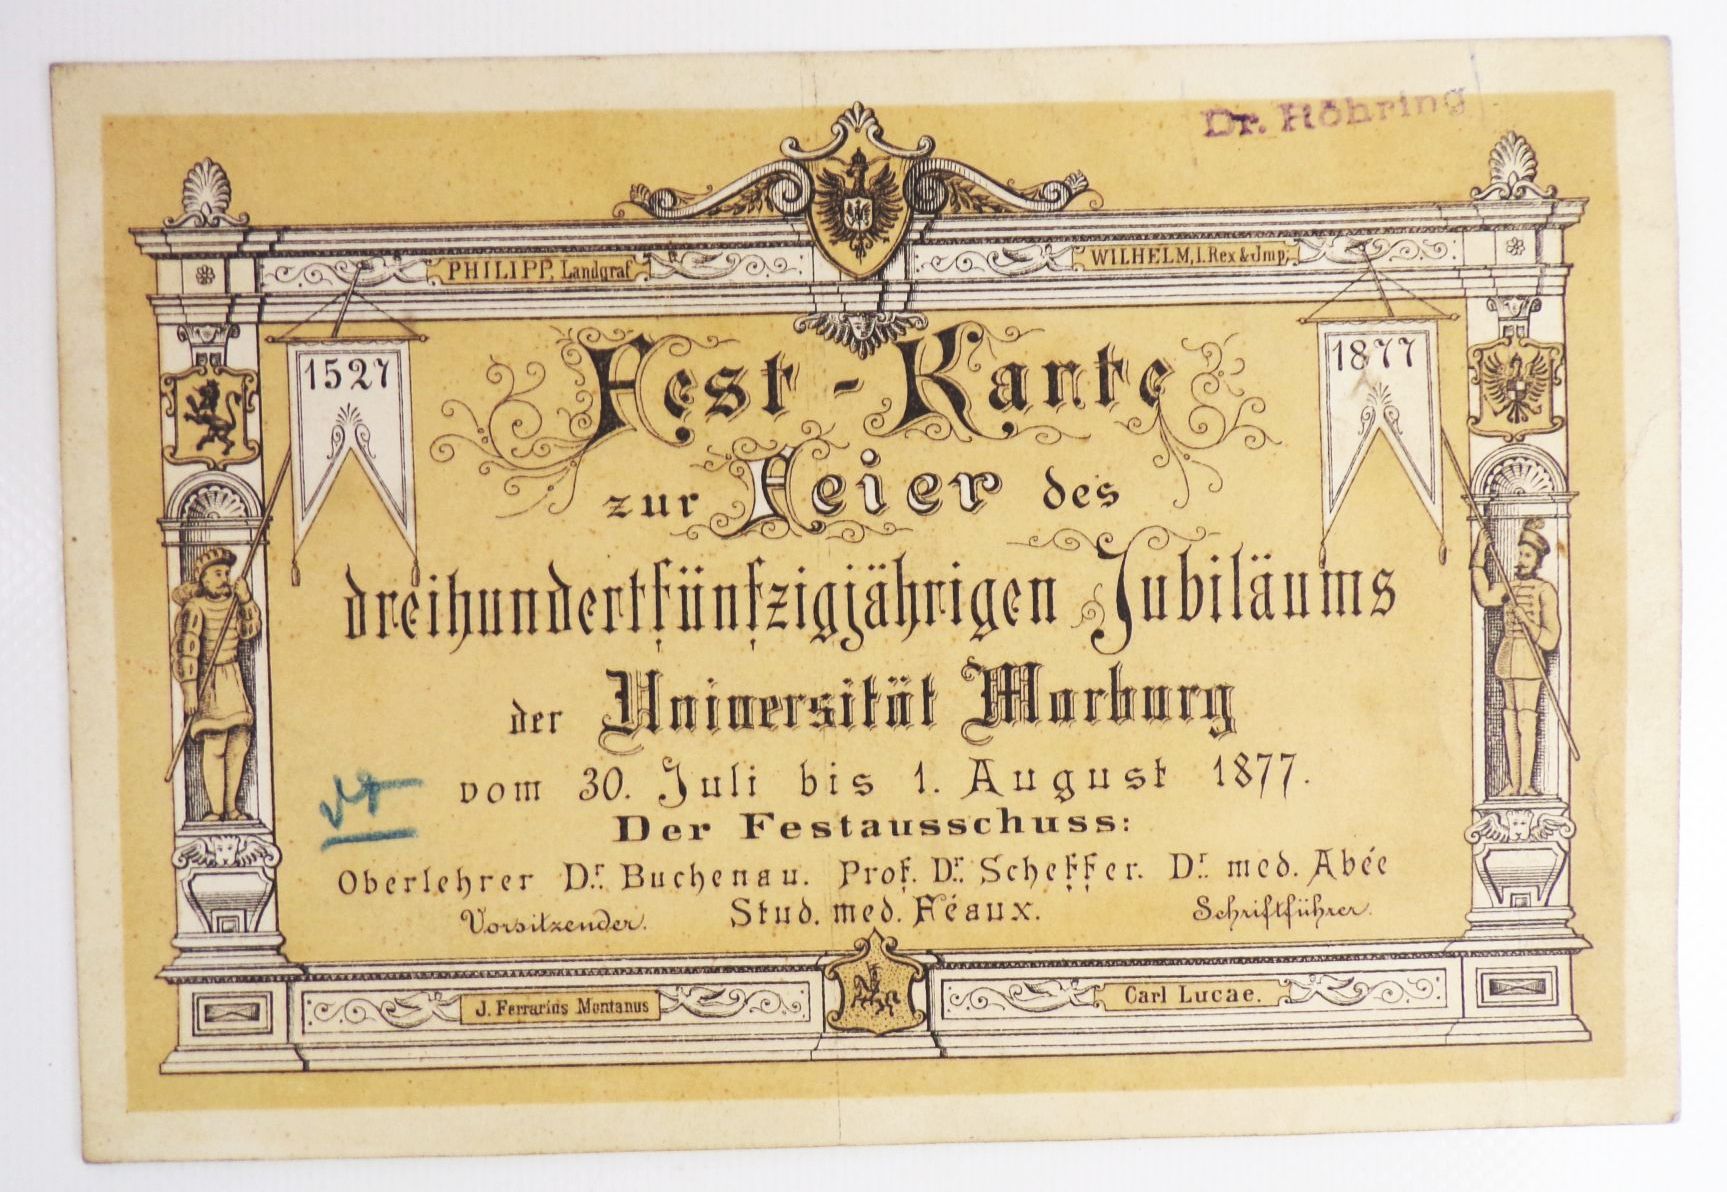 Dr. Höhring
PHILIPP, Landgraf
WILHELM, I. Rex & Jmp.
1527
1877
Fest-Karte
zur Feier des
dreihundertfünfzigjährigen Jubiläums
der Universität Marburg
vom 30. Juli bis 1. August 1877.
Der Festausschuss:
Oberlehrer Dr. Buchenau. Prof. Dr. Scheffer. Dr. med. Abée
Vorsitzender. Stud. med. Féaux. Schriftführer.
J. Ferrarius Montanus
Carl Lucae.